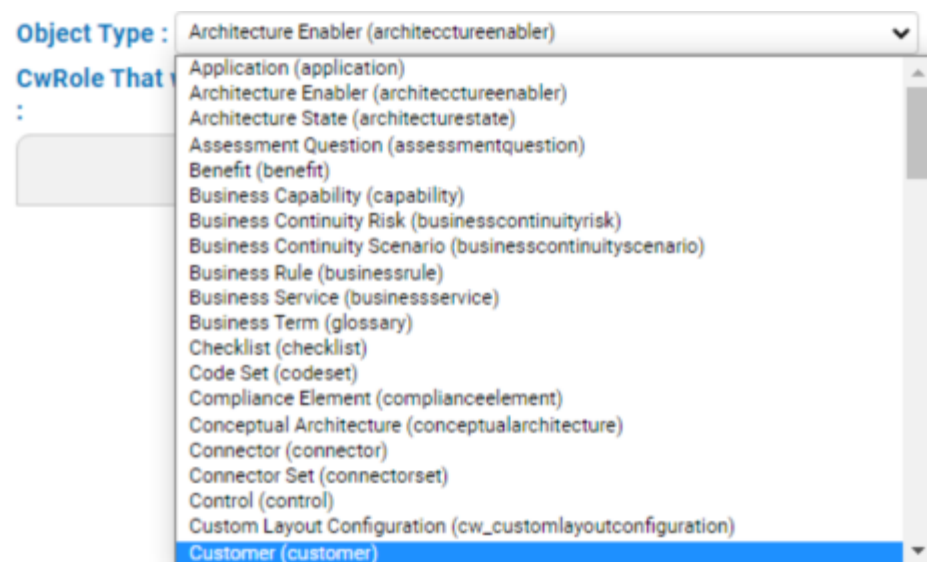 Object Type : Architecture Enabler (architecctureenabler)
CwRole That
:
Application (application)
Architecture Enabler (architecctureenabler)
Architecture State (architecturestate)
Assessment Question (assessmentquestion)
Benefit (benefit)
Business Capability (capability)
Business Continuity Risk (businesscontinuityrisk)
Business Continuity Scenario (businesscontinuityscenario)
Business Rule (businessrule)
Business Service (businessservice)
Business Term (glossary)
Checklist (checklist)
Code Set (codeset)
Compliance Element (complianceelement)
Conceptual Architecture (conceptualarchitecture)
Connector (connector)
Connector Set (connectorset)
Control (control)
Custom Layout Configuration (cw_customlayoutconfiguration)
Customer (customer)